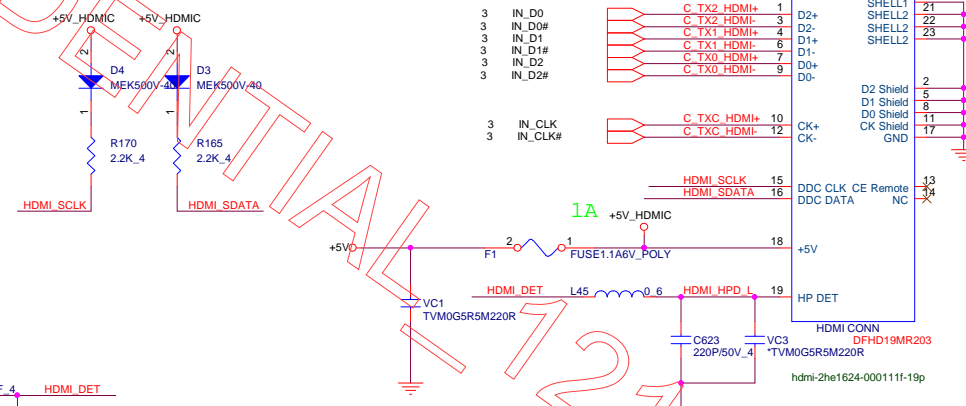 +5V_HDMIC +5V_HDMIC
2 2
D4 D3
MEK500V-40 MEK500V-40
1 1
R170 R165
2.2K_4 2.2K_4
HDMI_SCLK HDMI_SDATA
3 IN_D0 C_TX2_HDMI+ 1 D2+
3 IN_D0# C_TX2_HDMI- 3 D2-
3 IN_D1 C_TX1_HDMI+ 4 D1+
3 IN_D1# C_TX1_HDMI- 6 D1-
3 IN_D2 C_TX0_HDMI+ 7 D0+
3 IN_D2# C_TX0_HDMI- 9 D0-
SHELL1 21
SHELL2 22
SHELL2 23
SHELL2
D2 Shield 2
D1 Shield 5
D0 Shield 8
CK Shield 11
GND 17
3 IN_CLK C_TXC_HDMI+ 10 CK+
3 IN_CLK# C_TXC_HDMI- 12 CK-
HDMI_SCLK 15 DDC CLK CE Remote 13
HDMI_SDATA 16 DDC DATA NC 14
1A +5V_HDMIC
+5V 2 1 18 +5V
F1 FUSE1.1A6V_POLY
HDMI_DET L45 0_6 HDMI_HPD_L 19 HP DET
VC1
TVM0G5R5M220R
HDMI CONN
DFHD19MR203
C623 VC3
220P/50V_4 *TVM0G5R5M220R
hdmi-2he1624-000111f-19p
F_4 HDMI_DET
ENTIAL_121